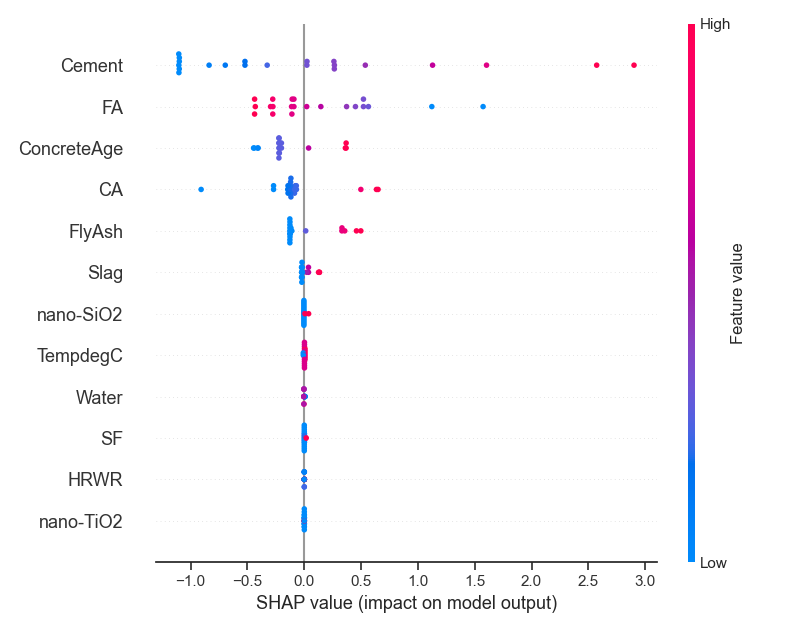 High
Cement
FA
ConcreteAge
CA
FlyAsh
Slag
nano-SiO2
TempdegC
Water
SF
HRWR
nano-TiO2
Feature value
Low
−1.0 −0.5 0.0 0.5 1.0 1.5 2.0 2.5 3.0
SHAP value (impact on model output)